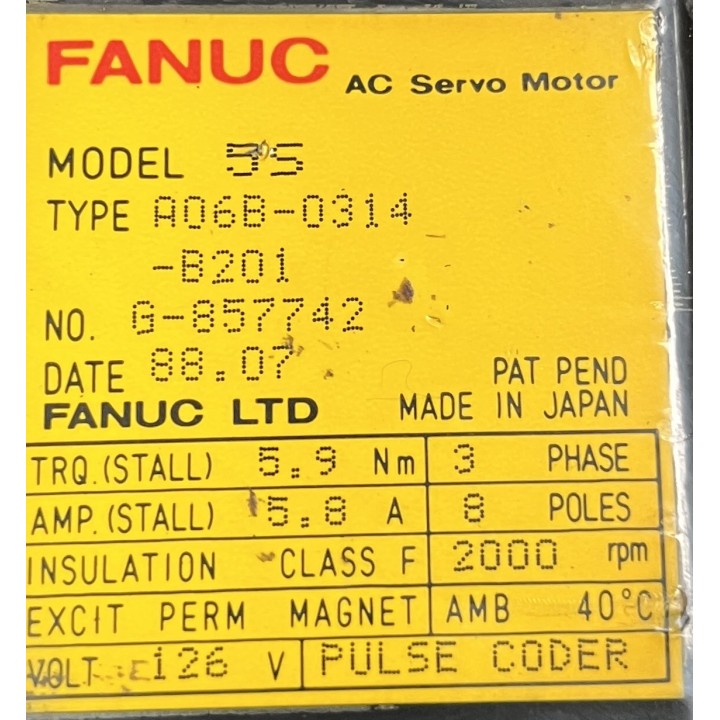 FANUC AC Servo Motor
MODEL 5S
TYPE A06B-0314
-B201
NO. G-857742
DATE 88.07
PAT PEND
FANUC LTD MADE IN JAPAN
TRQ.(STALL) 5.9 Nm 3 PHASE
AMP.(STALL) 5.8 A 8 POLES
INSULATION CLASS F 2000 rpm
EXCIT PERM MAGNET AMB 40°C
VOLT 126 V PULSE CODER